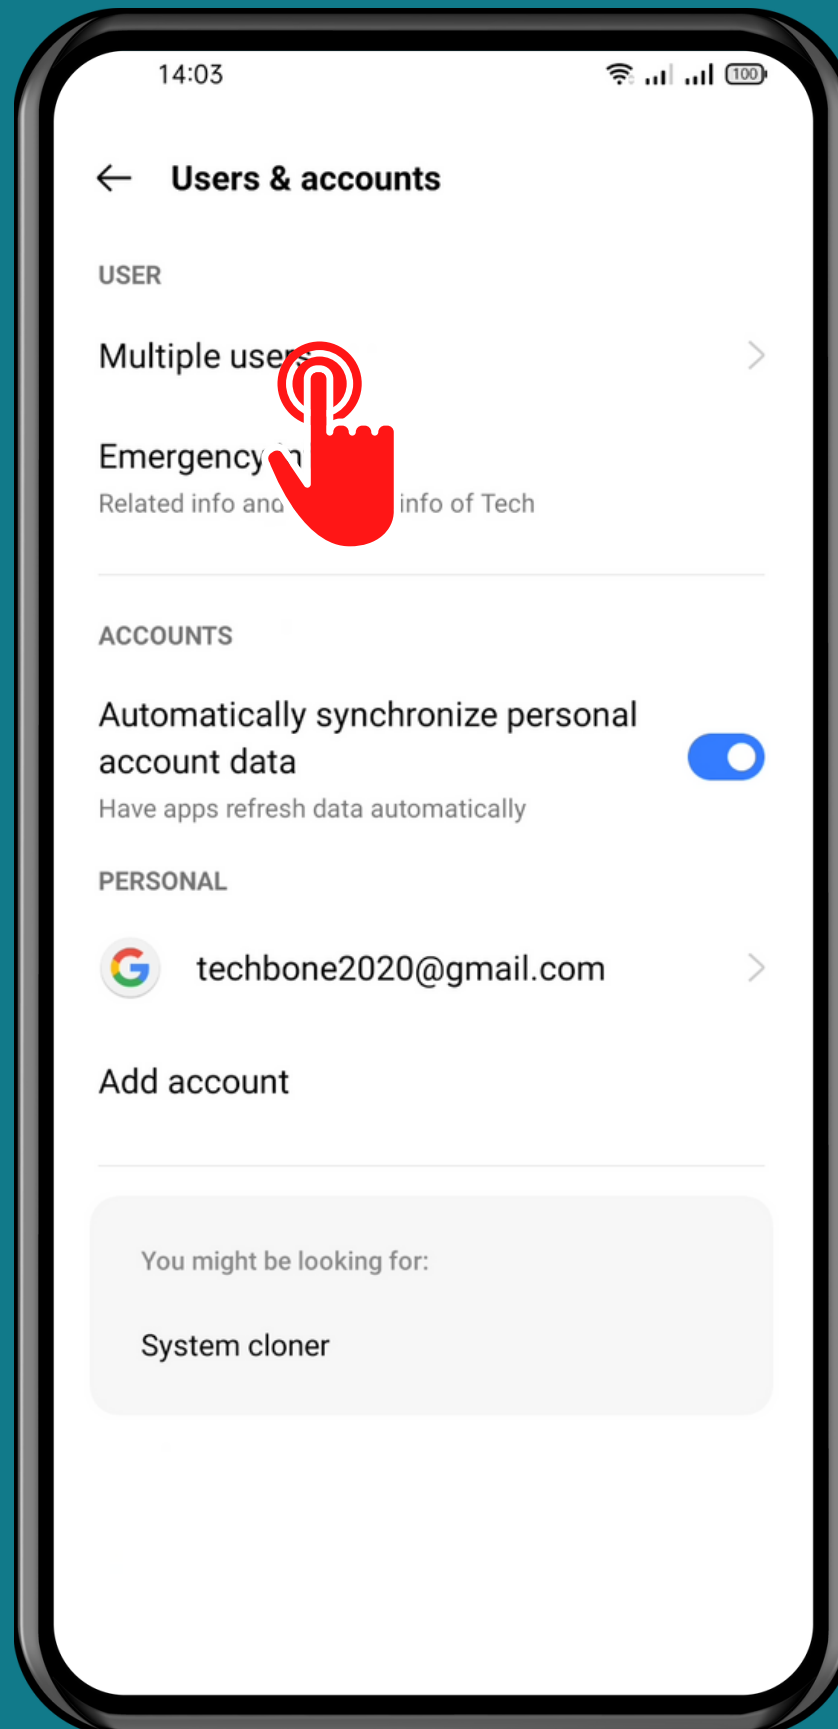 14:03
100
Users & accounts
USER
Multiple users
Emergency
Related info and info of Tech
ACCOUNTS
Automatically synchronize personal
account data
Have apps refresh data automatically
PERSONAL
G
techbone2020@gmail.com
Add account
You might be looking for:
System cloner